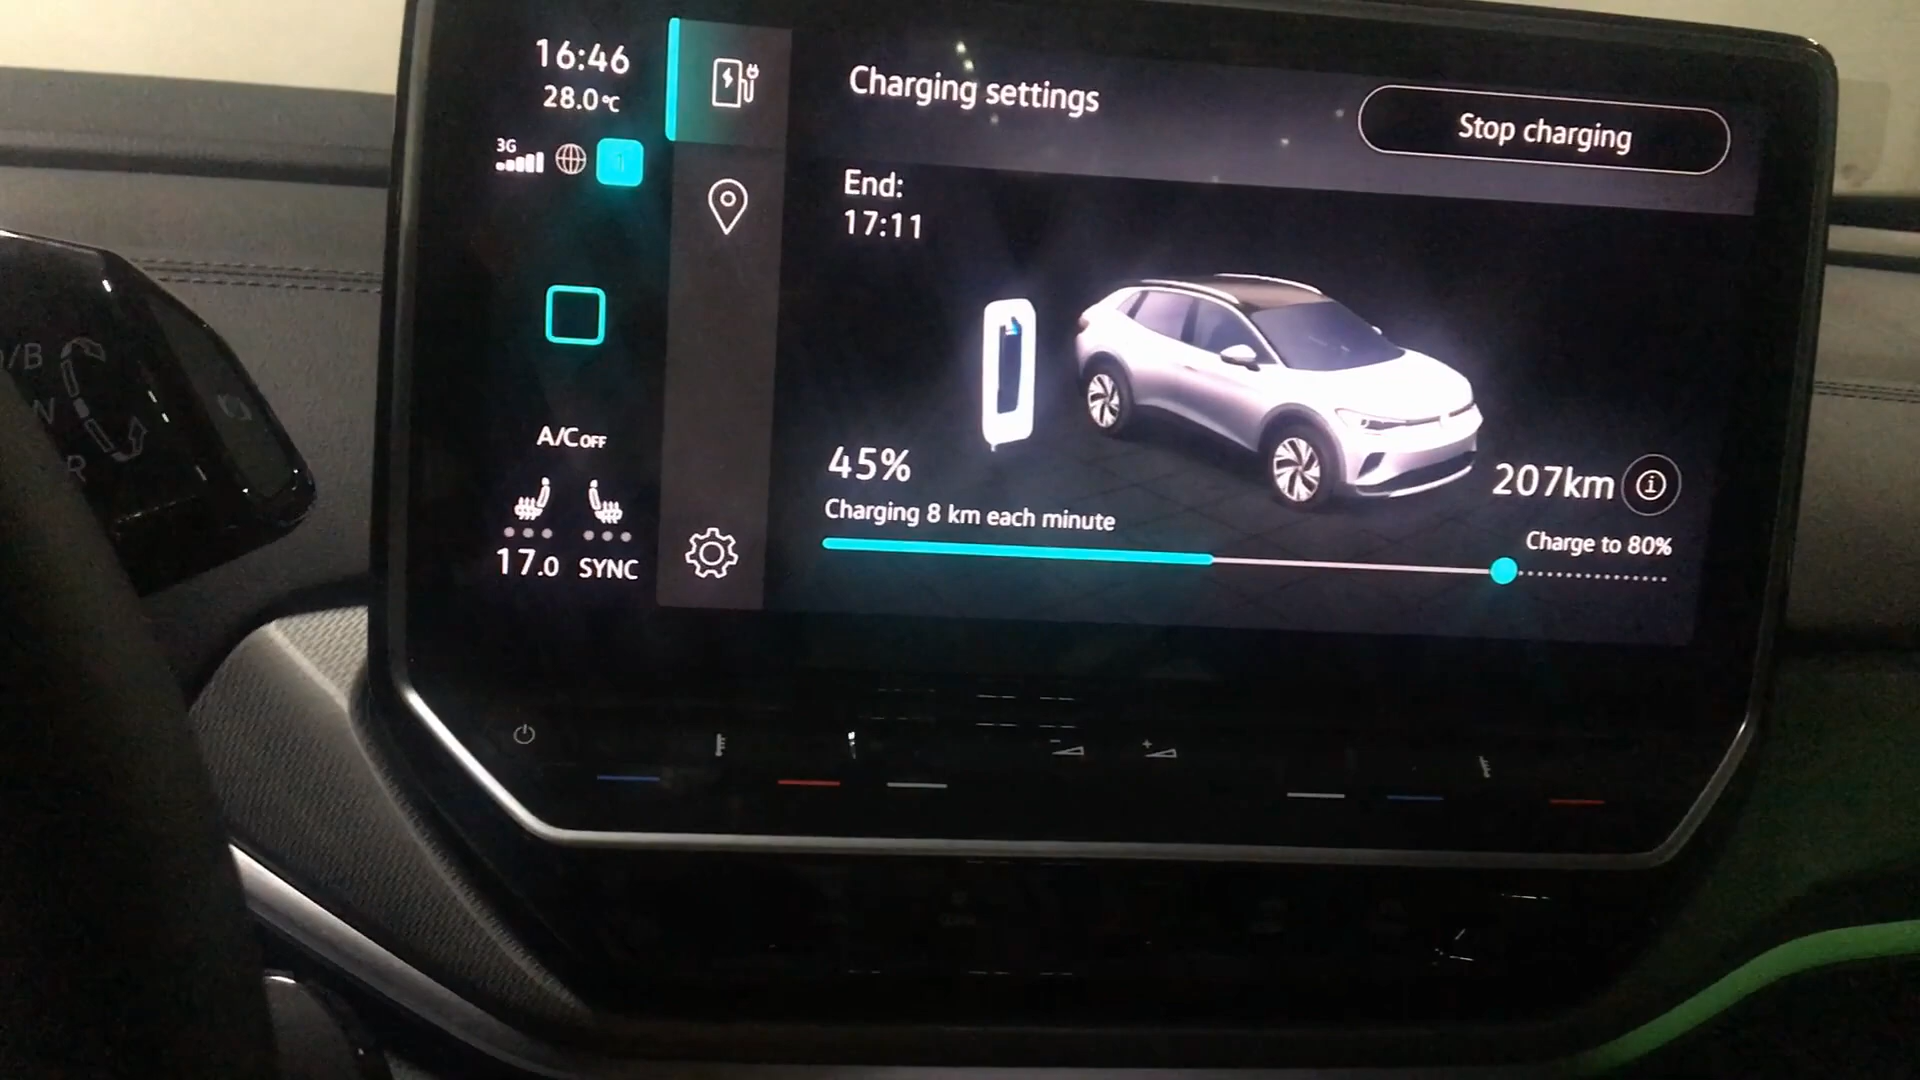 16:46
28.0°C
3G
1
Charging settings
Stop charging
End:
17:11
45%
Charging 8 km each minute
207km
i
Charge to 80%
A/C OFF
17.0 SYNC
/B
N
R